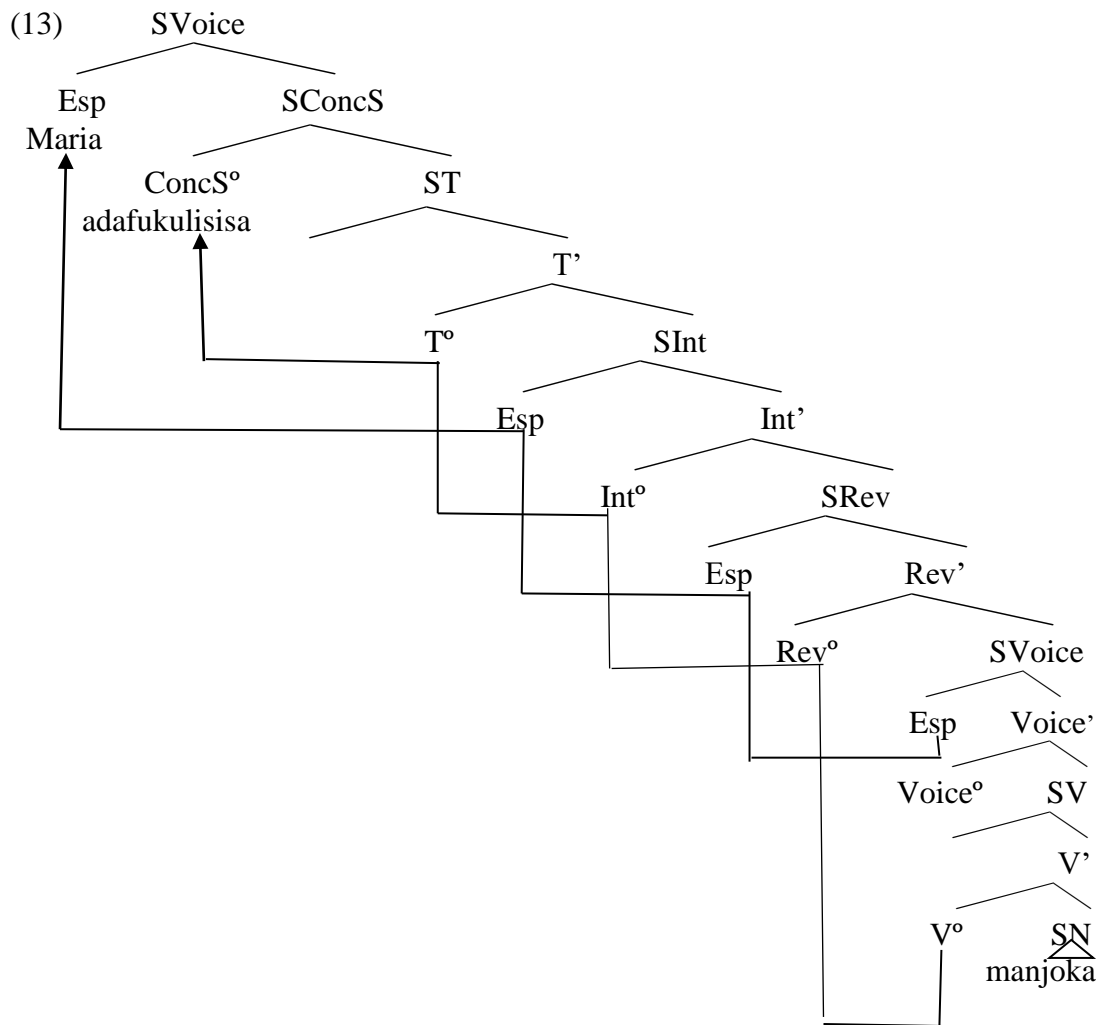 (13) SVoice
Esp SConcS
Maria
ConcSº ST
adafukulisisa
T’
Tº SInt
Esp Int’
Intº SRev
Esp Rev’
Revº SVoice
Esp Voice’
Voiceº SV
V’
Vº SN
manjoka